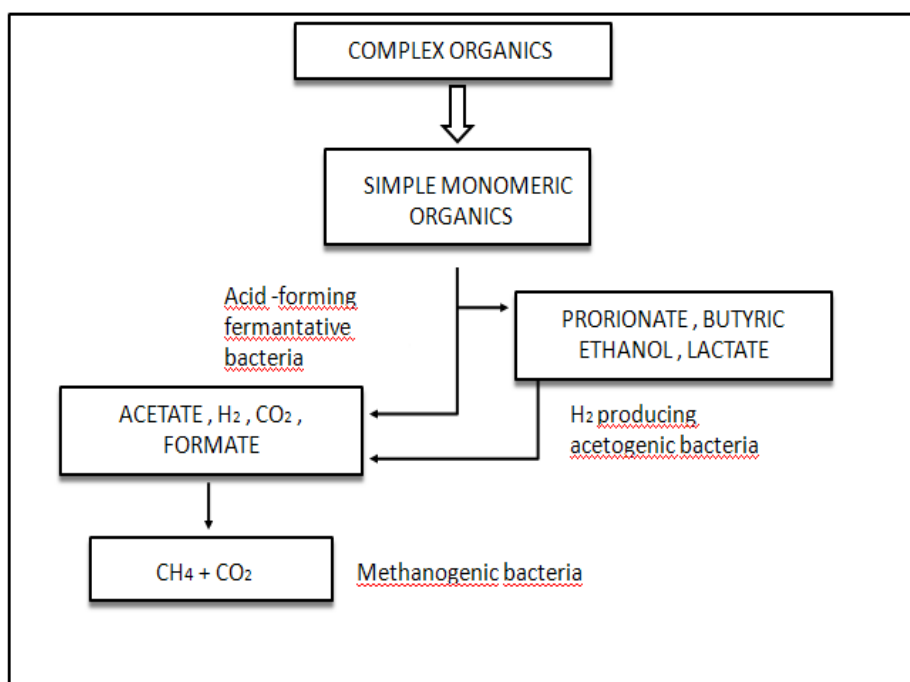 COMPLEX ORGANICS
SIMPLE MONOMERIC
ORGANICS
Acid -forming
fermantative
bacteria
PRORIONATE , BUTYRIC
ETHANOL , LACTATE
ACETATE , H2 , CO2 ,
FORMATE
H2 producing
acetogenic bacteria
CH4 + CO2
Methanogenic bacteria